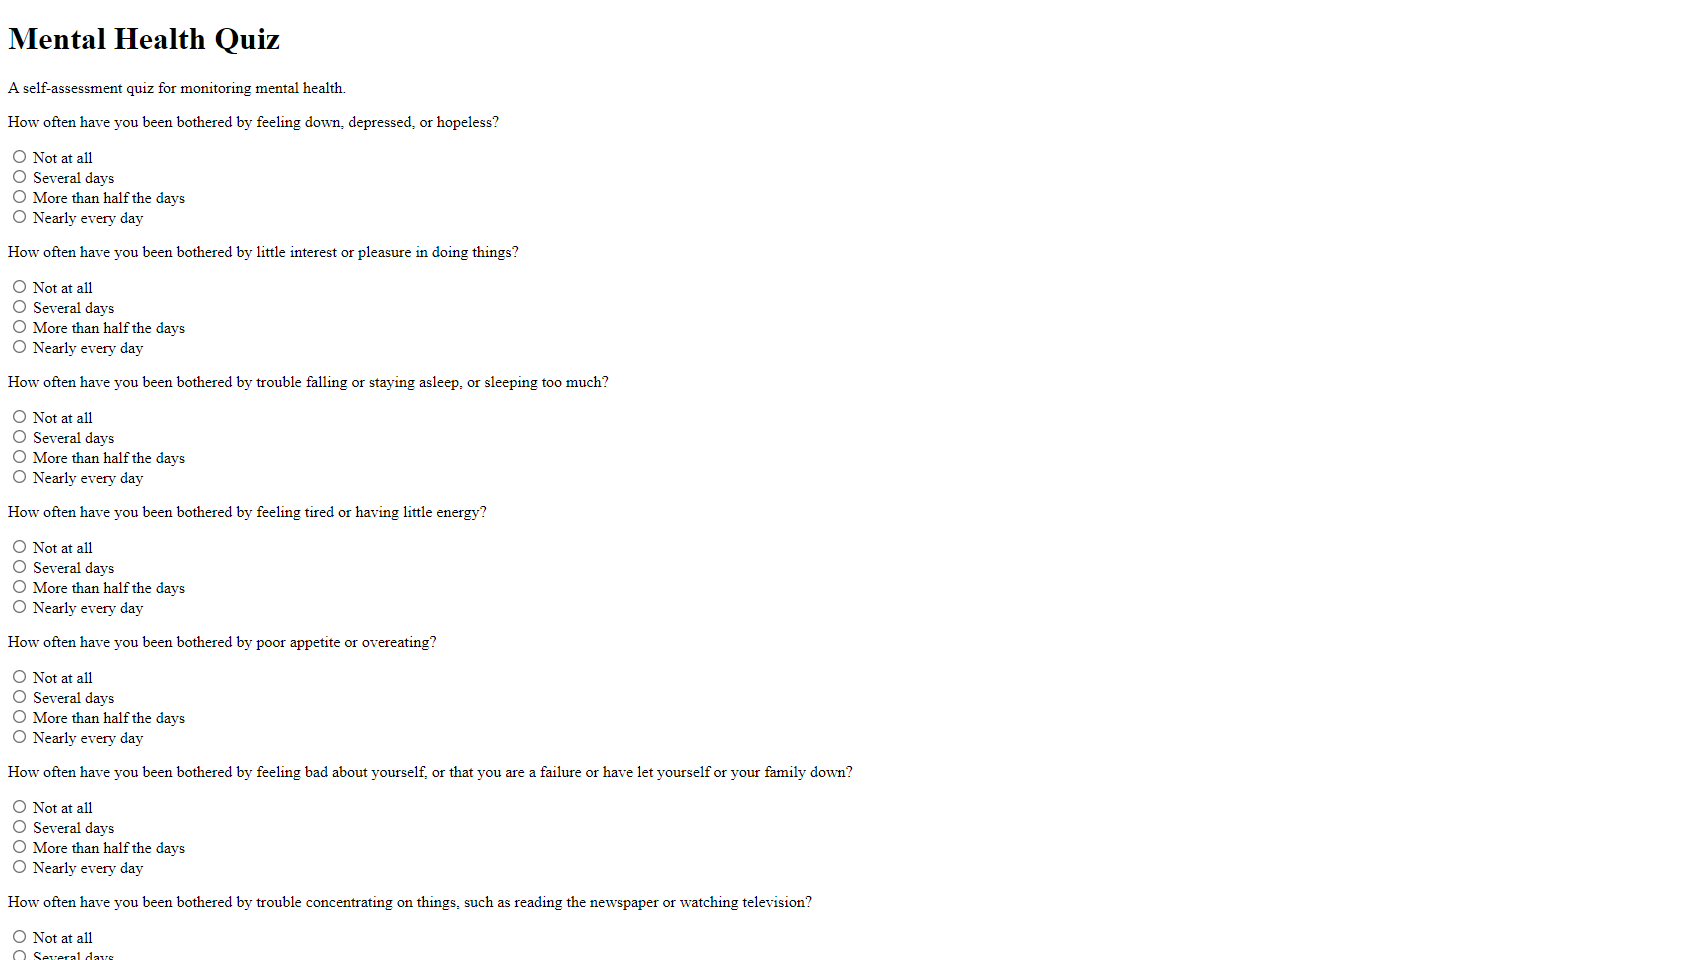 Mental Health Quiz
A self-assessment quiz for monitoring mental health.
How often have you been bothered by feeling down, depressed, or hopeless?
Not at all
Several days
More than half the days
Nearly every day
How often have you been bothered by little interest or pleasure in doing things?
Not at all
Several days
More than half the days
Nearly every day
How often have you been bothered by trouble falling or staying asleep, or sleeping too much?
Not at all
Several days
More than half the days
Nearly every day
How often have you been bothered by feeling tired or having little energy?
Not at all
Several days
More than half the days
Nearly every day
How often have you been bothered by poor appetite or overeating?
Not at all
Several days
More than half the days
Nearly every day
How often have you been bothered by feeling bad about yourself, or that you are a failure or have let yourself or your family down?
Not at all
Several days
More than half the days
Nearly every day
How often have you been bothered by trouble concentrating on things, such as reading the newspaper or watching television?
Not at all
Several days